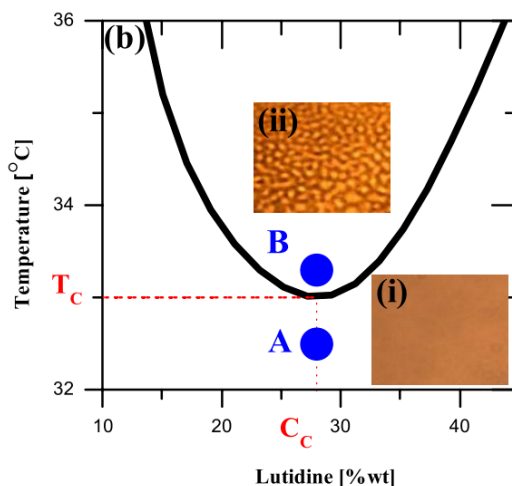 (b)
36
34
32
Temperature [°C]
T_C
(ii)
B
(i)
A
10
20
30
40
C_C
Lutidine [%wt]